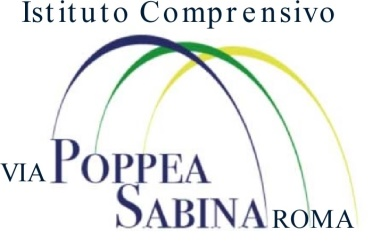 Istituto Comprensivo
VIA POPPEA
SABINA ROMA